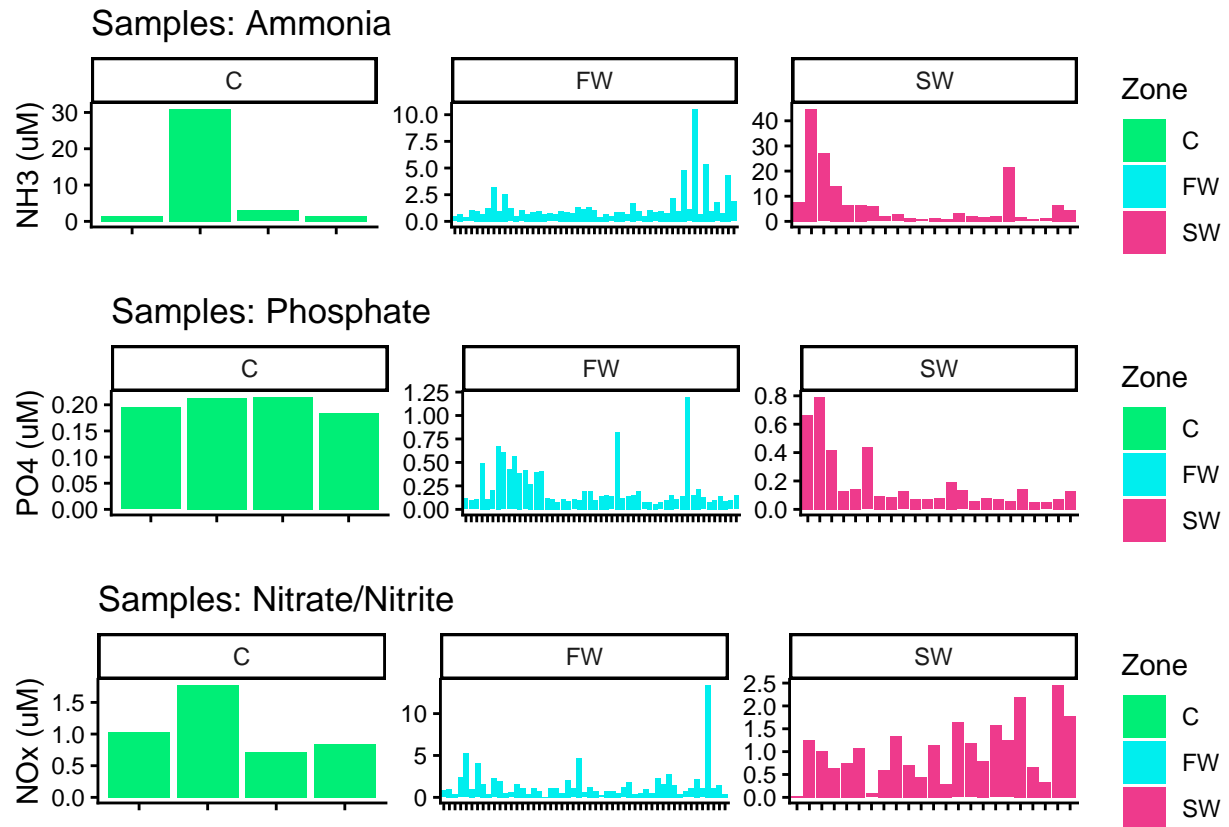 Samples: Ammonia
C
FW
SW
NH3 (uM)
30
20
10
0
10.0
7.5
5.0
2.5
0.0
40
30
20
10
0
Zone
C
FW
SW
Samples: Phosphate
C
FW
SW
PO4 (uM)
0.20
0.15
0.10
0.05
0.00
1.25
1.00
0.75
0.50
0.25
0.00
0.8
0.6
0.4
0.2
0.0
Zone
C
FW
SW
Samples: Nitrate/Nitrite
C
FW
SW
NOx (uM)
1.5
1.0
0.5
0.0
10
5
0
2.5
2.0
1.5
1.0
0.5
0.0
Zone
C
FW
SW